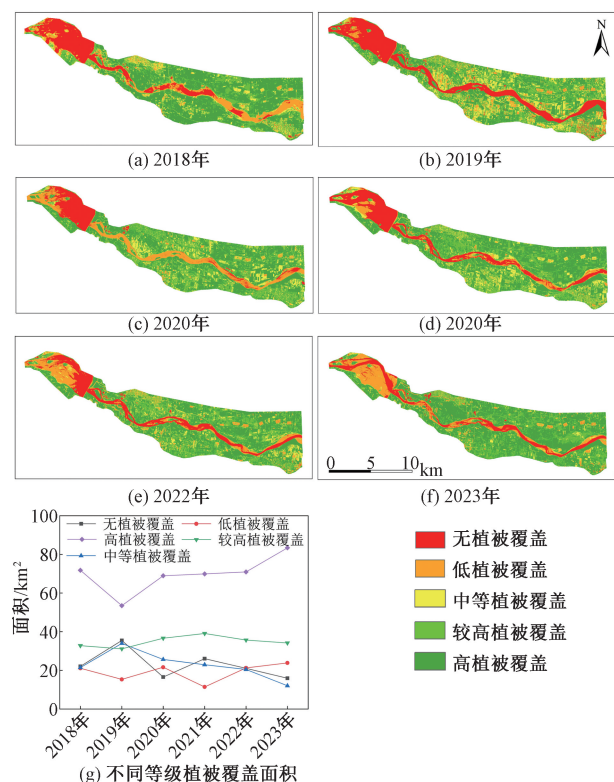 N
(a) 2018年
(b) 2019年
(c) 2020年
(d) 2020年
0 5 10 km
(e) 2022年
(f) 2023年
100
80
60
40
20
0
面积/km²
无植被覆盖 低植被覆盖
高植被覆盖 较高植被覆盖
中等植被覆盖
2018年 2019年 2020年 2021年 2022年 2023年
(g) 不同等级植被覆盖面积
无植被覆盖
低植被覆盖
中等植被覆盖
较高植被覆盖
高植被覆盖